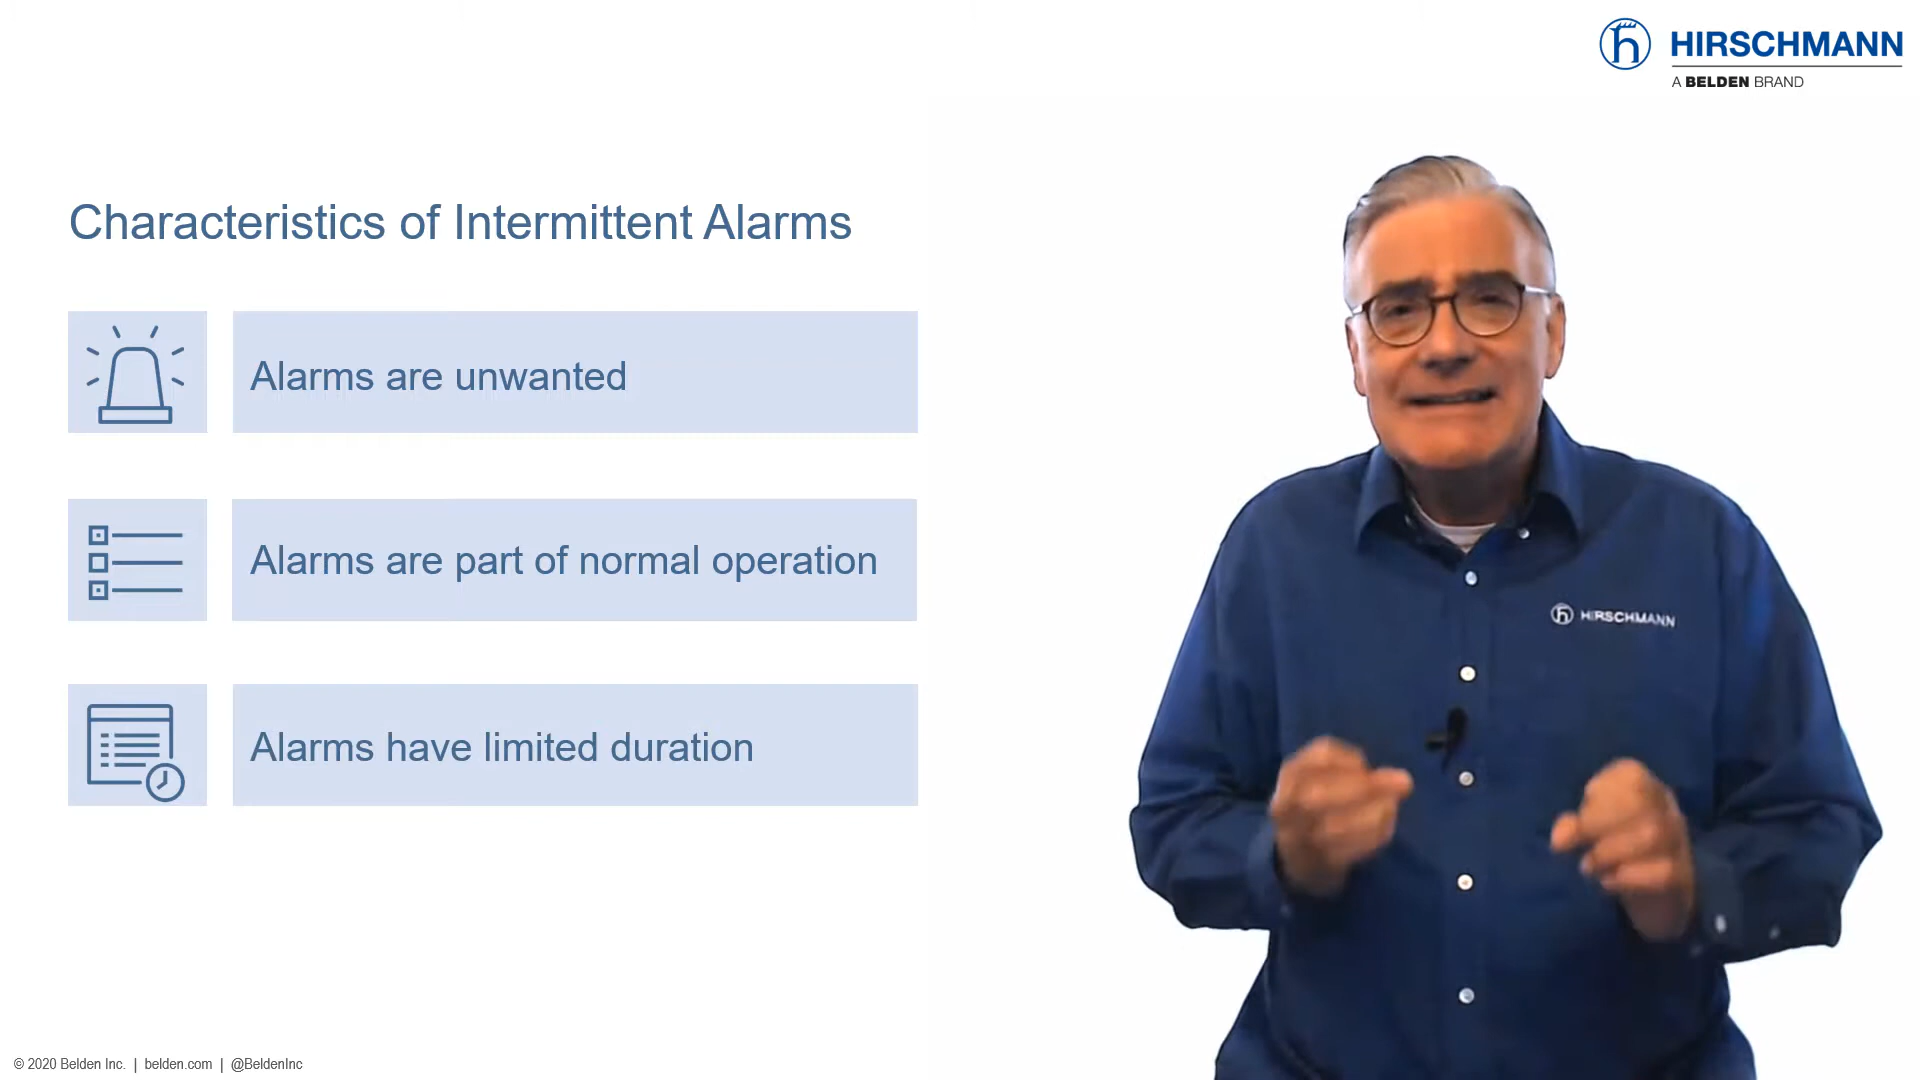 HIRSCHMANN
A BELDEN BRAND
Characteristics of Intermittent Alarms
Alarms are unwanted
Alarms are part of normal operation
Alarms have limited duration
HIRSCHMANN
© 2020 Belden Inc. | belden.com | @BeldenInc